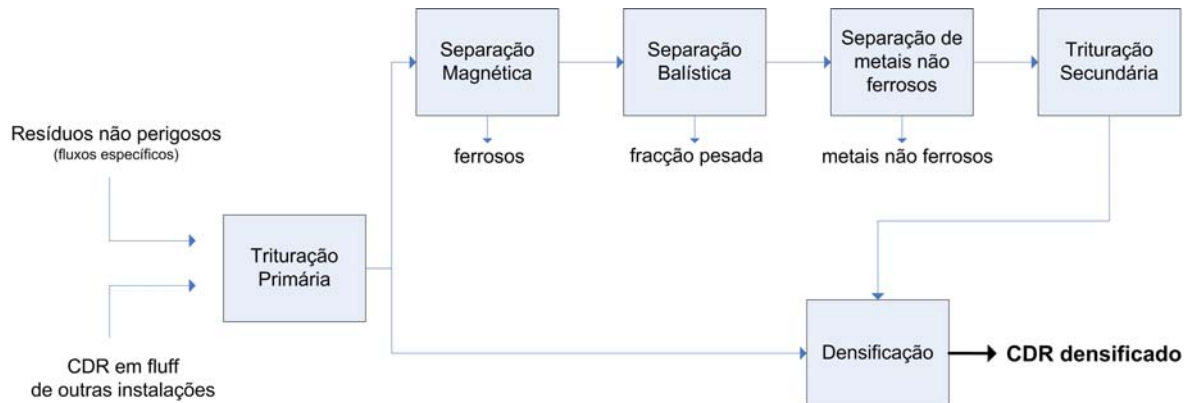 Separação
Magnética
Separação
Balística
Separação de
metais não
ferrosos
Trituração
Secundária
Resíduos não perigosos
(fluxos específicos)
ferrosos
fracção pesada
metais não ferrosos
Trituração
Primária
CDR em fluff
de outras instalações
Densificação
CDR densificado